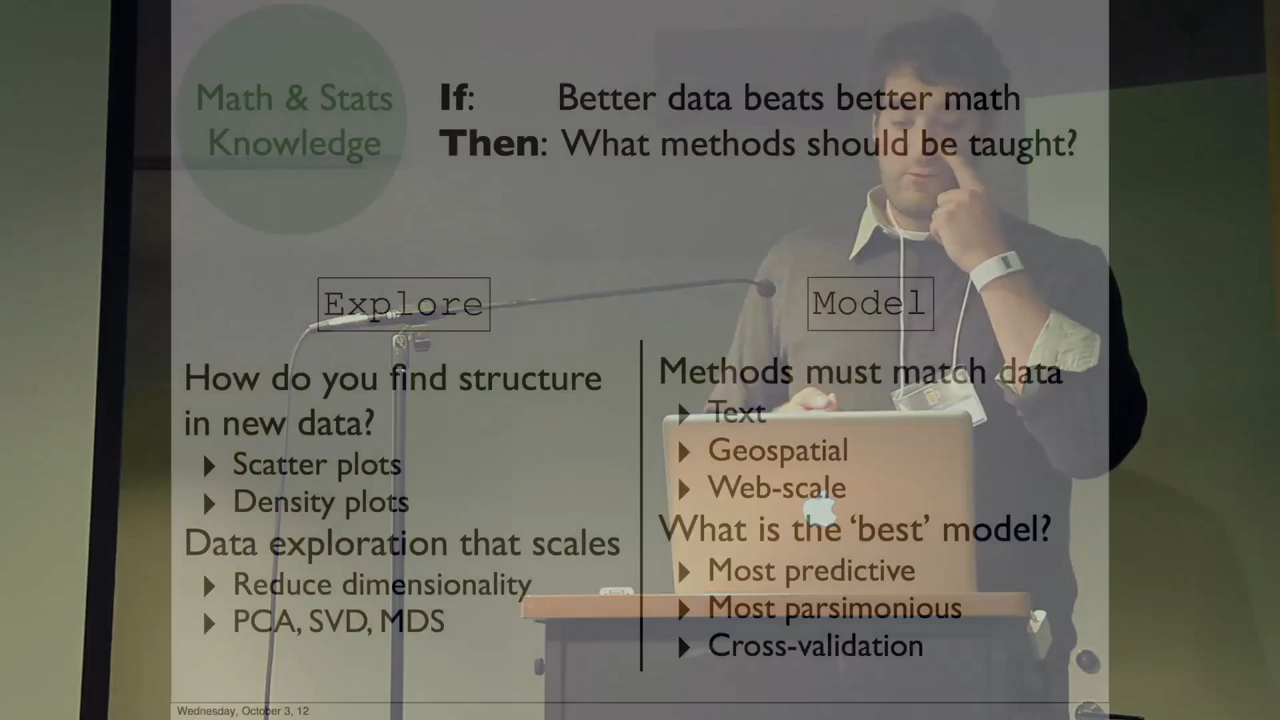 Math & Stats
Knowledge
If: Better data beats better math
Then: What methods should be taught?
Explore
How do you find structure
in new data?
Scatter plots
Density plots
Data exploration that scales
Reduce dimensionality
PCA, SVD, MDS
Model
Methods must match data
Text
Geospatial
Web-scale
What is the ‘best’ model?
Most predictive
Most parsimonious
Cross-validation
Wednesday, October 3, 12